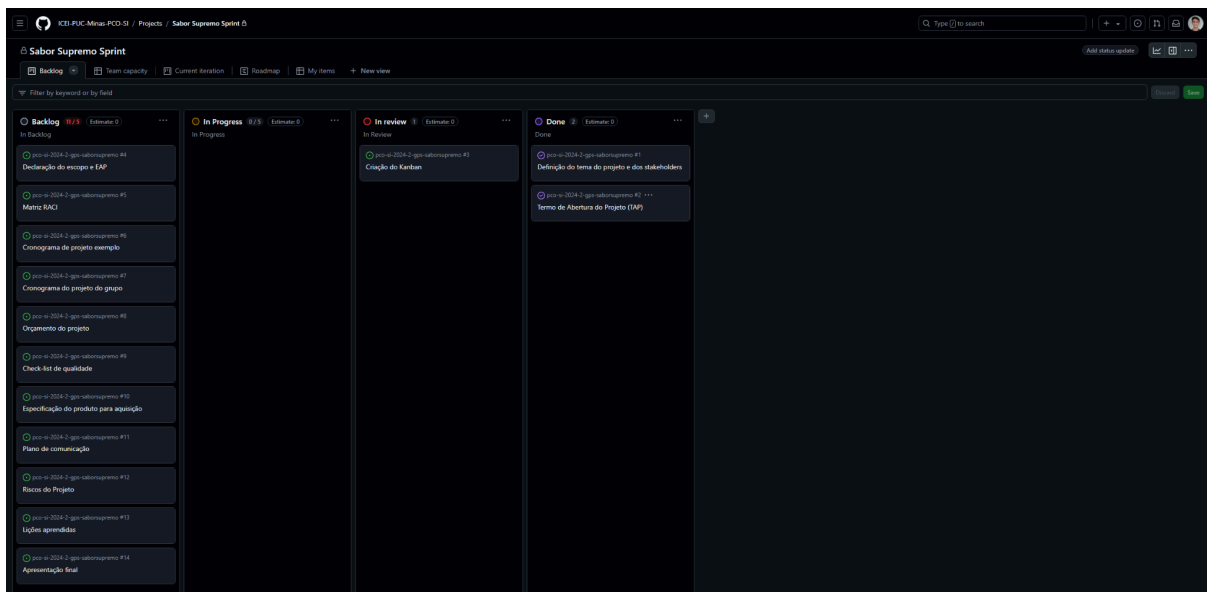 ICEI-PUC-Minas-PCO-SI / Projects / Sabor Supremo Sprint
Type / to search
Sabor Supremo Sprint
Add status update
Backlog
Team capacity
Current iteration
Roadmap
My items
+ New view
Filter by keyword or by field
Discard
Save
Backlog 11 / 5 Estimate: 0
In Backlog
pco-si-2024-2-gps-saborsupremo #4
Declaração do escopo e EAP
pco-si-2024-2-gps-saborsupremo #5
Matriz RACI
pco-si-2024-2-gps-saborsupremo #6
Cronograma de projeto exemplo
pco-si-2024-2-gps-saborsupremo #7
Cronograma do projeto do grupo
pco-si-2024-2-gps-saborsupremo #8
Orçamento do projeto
pco-si-2024-2-gps-saborsupremo #9
Check-list de qualidade
pco-si-2024-2-gps-saborsupremo #10
Especificação do produto para aquisição
pco-si-2024-2-gps-saborsupremo #11
Plano de comunicação
pco-si-2024-2-gps-saborsupremo #12
Riscos do Projeto
pco-si-2024-2-gps-saborsupremo #13
Lições aprendidas
pco-si-2024-2-gps-saborsupremo #14
Apresentação final
In Progress 0 / 5 Estimate: 0
In Progress
In review 1 Estimate: 0
In Review
pco-si-2024-2-gps-saborsupremo #3
Criação do Kanban
Done 2 Estimate: 0
Done
pco-si-2024-2-gps-saborsupremo #1
Definição do tema do projeto e dos stakeholders
pco-si-2024-2-gps-saborsupremo #2
Termo de Abertura do Projeto (TAP)